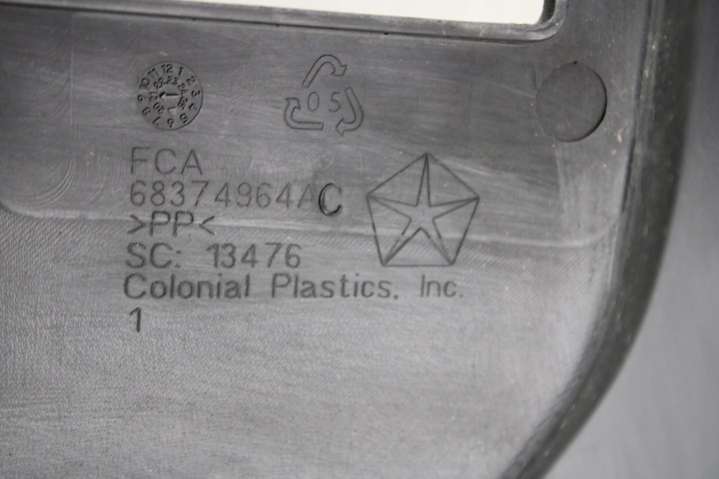 05
FCA
68374964AC
>PP<
SC: 13476
Colonial Plastics, Inc.
1